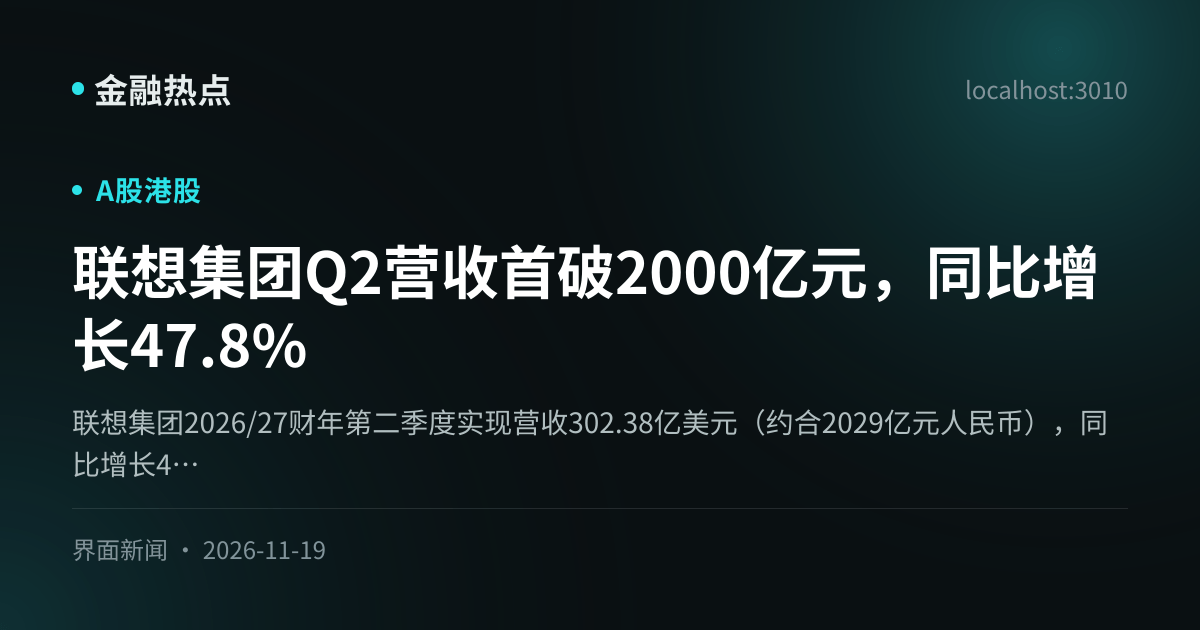 金融热点
localhost:3010
A股港股
联想集团Q2营收首破2000亿元，同比增
长47.8%
联想集团2026/27财年第二季度实现营收302.38亿美元（约合2029亿元人民币），同
比增长4…
界面新闻 · 2026-11-19